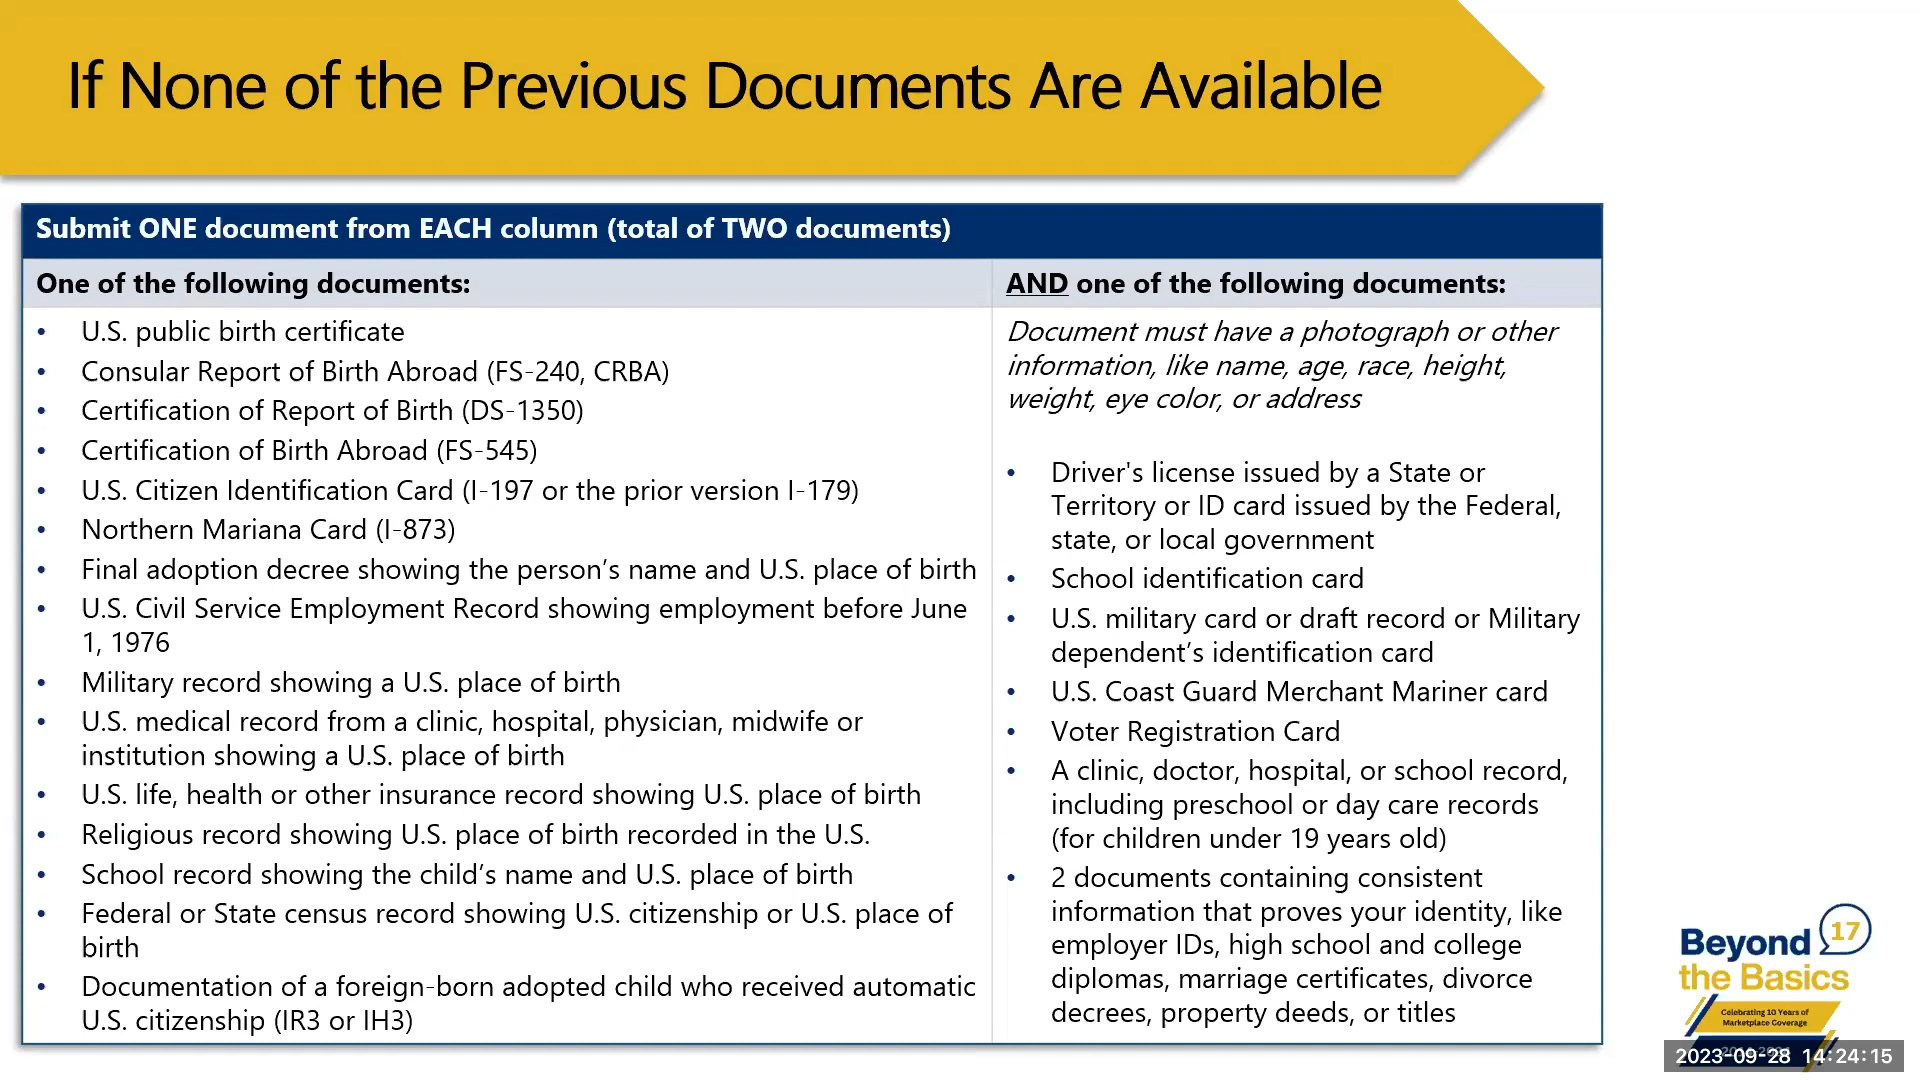 If None of the Previous Documents Are Available
Submit ONE document from EACH column (total of TWO documents)
One of the following documents:
• U.S. public birth certificate
• Consular Report of Birth Abroad (FS-240, CRBA)
• Certification of Report of Birth (DS-1350)
• Certification of Birth Abroad (FS-545)
• U.S. Citizen Identification Card (I-197 or the prior version I-179)
• Northern Mariana Card (I-873)
• Final adoption decree showing the person’s name and U.S. place of birth
• U.S. Civil Service Employment Record showing employment before June
1, 1976
• Military record showing a U.S. place of birth
• U.S. medical record from a clinic, hospital, physician, midwife or
institution showing a U.S. place of birth
• U.S. life, health or other insurance record showing U.S. place of birth
• Religious record showing U.S. place of birth recorded in the U.S.
• School record showing the child’s name and U.S. place of birth
• Federal or State census record showing U.S. citizenship or U.S. place of
birth
• Documentation of a foreign-born adopted child who received automatic
U.S. citizenship (IR3 or IH3)
AND one of the following documents:
Document must have a photograph or other
information, like name, age, race, height,
weight, eye color, or address
• Driver's license issued by a State or
Territory or ID card issued by the Federal,
state, or local government
• School identification card
• U.S. military card or draft record or Military
dependent’s identification card
• U.S. Coast Guard Merchant Mariner card
• Voter Registration Card
• A clinic, doctor, hospital, or school record,
including preschool or day care records
(for children under 19 years old)
• 2 documents containing consistent
information that proves your identity, like
employer IDs, high school and college
diplomas, marriage certificates, divorce
decrees, property deeds, or titles
Beyond 17
the Basics
Celebrating 10 Years of
Marketplace Coverage
2023-09-28 14:24:15